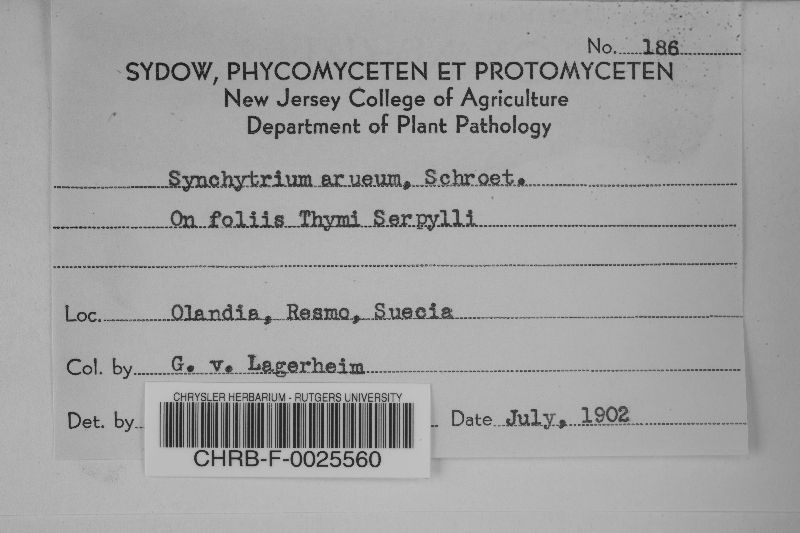 No. 186
SYDOW, PHYCOMYCETEN ET PROTOMYCETEN
New Jersey College of Agriculture
Department of Plant Pathology
Synchytrium arueum, Schroet.
On foliis Thymi Serpylli
Loc. Olandia, Resmo, Suecia
Col. by G. v. Lagerheim
Det. by
Date July, 1902
CHRYSLER HERBARIUM - RUTGERS UNIVERSITY
CHRB-F-0025560